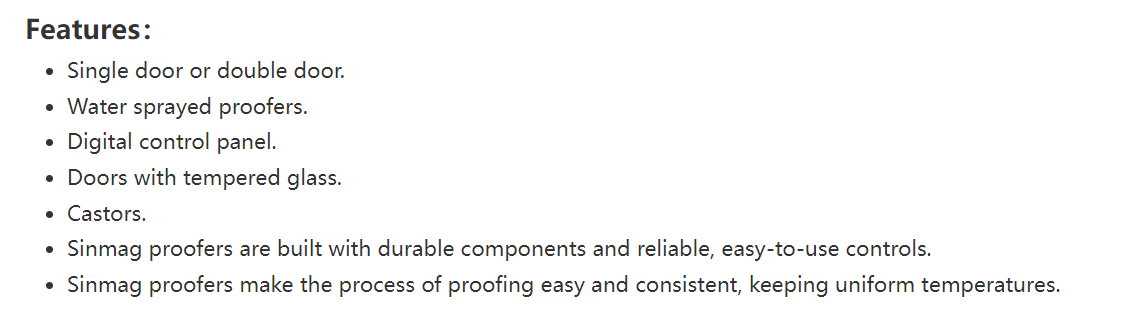 Features：
• Single door or double door.
• Water sprayed proofers.
• Digital control panel.
• Doors with tempered glass.
• Castors.
• Sinmag proofers are built with durable components and reliable, easy-to-use controls.
• Sinmag proofers make the process of proofing easy and consistent, keeping uniform temperatures.